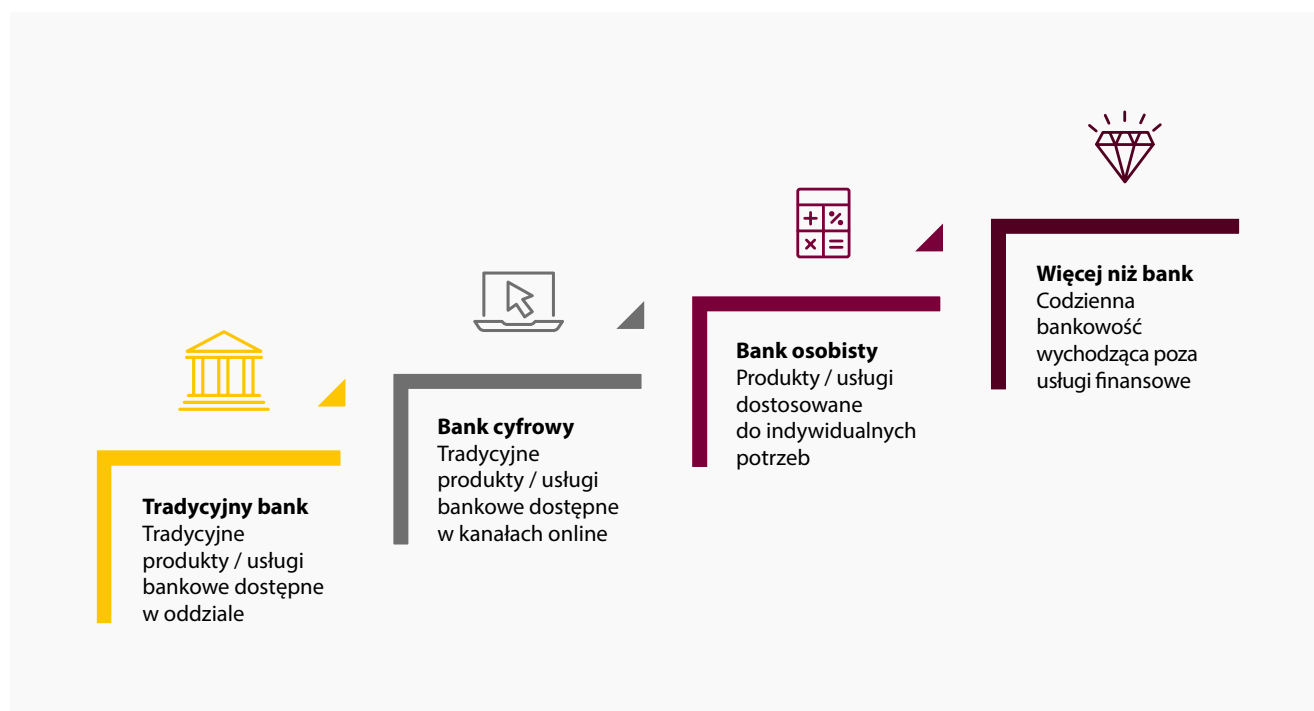 Tradycyjny bank
Tradycyjne
produkty / usługi
bankowe dostępne
w oddziale
Bank cyfrowy
Tradycyjne
produkty / usługi
bankowe dostępne
w kanałach online
Bank osobisty
Produkty / usługi
dostosowane
do indywidualnych
potrzeb
Więcej niż bank
Codzienna
bankowość
wychodząca poza
usługi finansowe